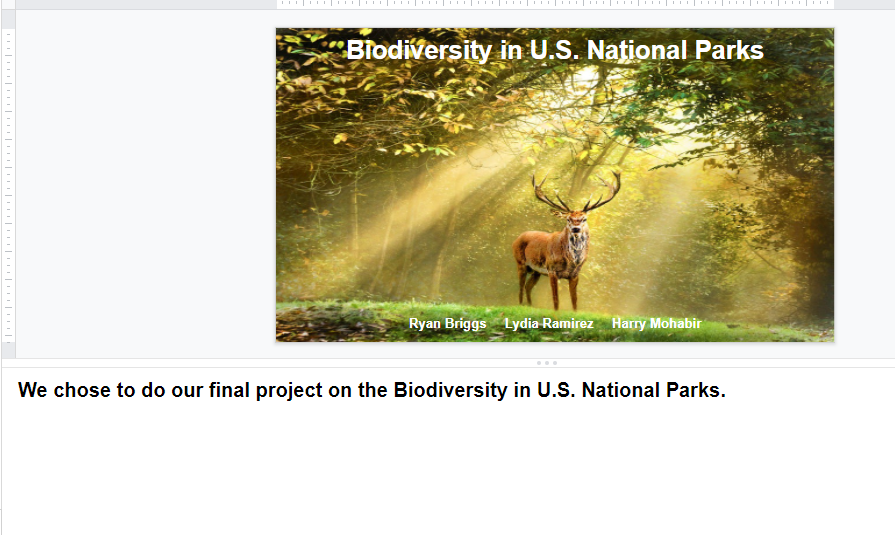 Biodiversity in U.S. National Parks
Ryan Briggs Lydia Ramirez Harry Mohabir
We chose to do our final project on the Biodiversity in U.S. National Parks.